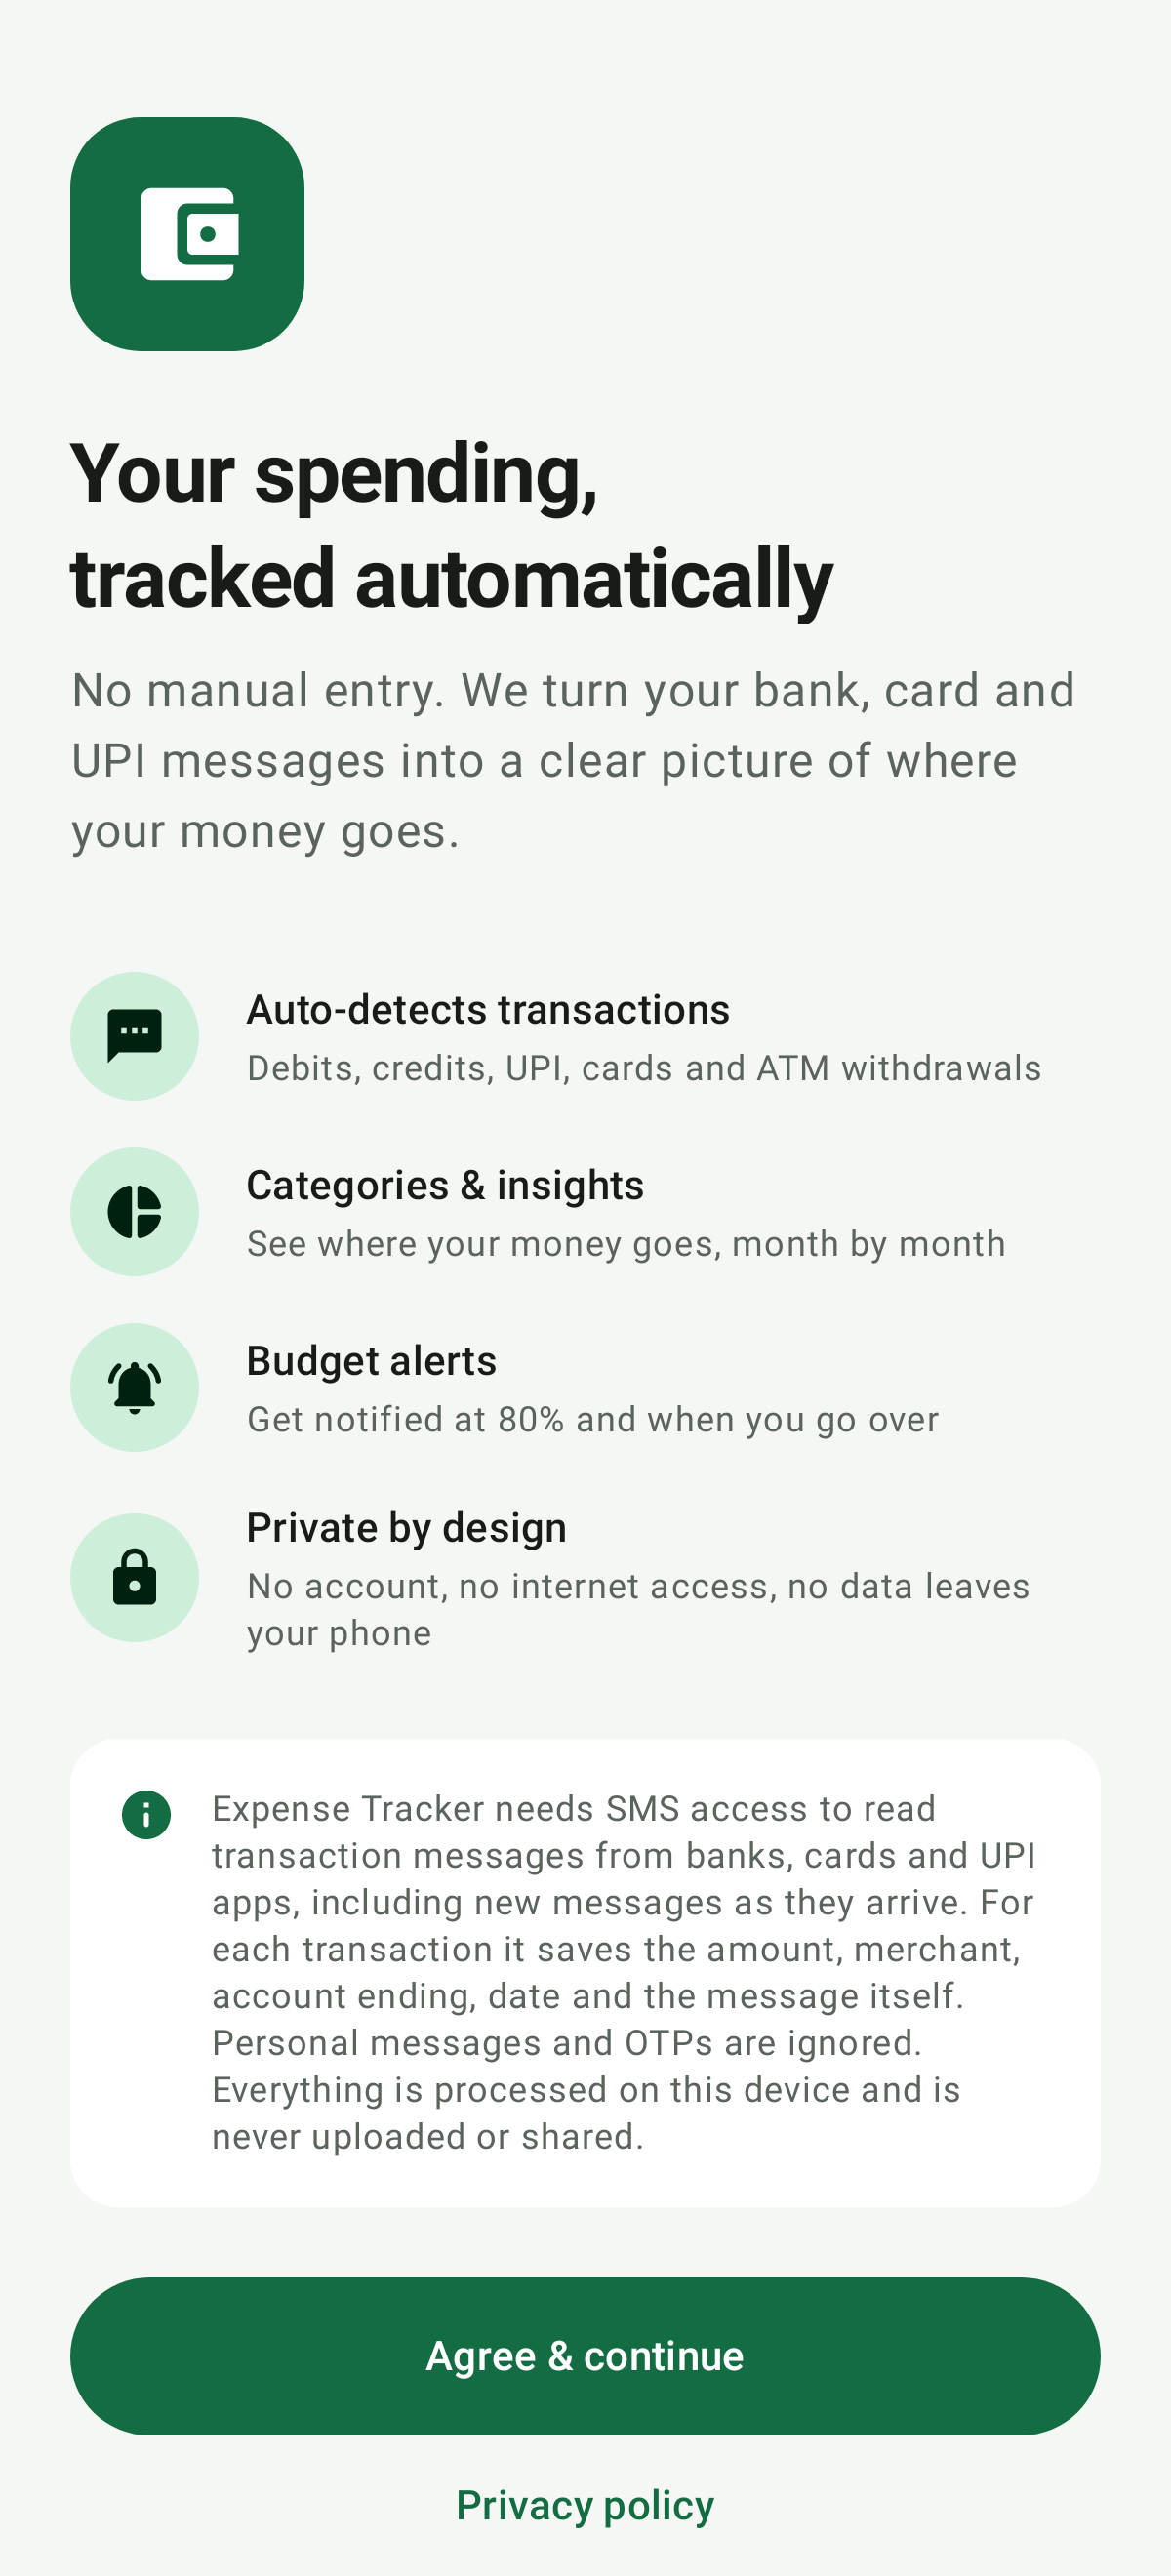 Your spending,
tracked automatically
No manual entry. We turn your bank, card and
UPI messages into a clear picture of where
your money goes.
Auto-detects transactions
Debits, credits, UPI, cards and ATM withdrawals
Categories & insights
See where your money goes, month by month
Budget alerts
Get notified at 80% and when you go over
Private by design
No account, no internet access, no data leaves
your phone
Expense Tracker needs SMS access to read
transaction messages from banks, cards and UPI
apps, including new messages as they arrive. For
each transaction it saves the amount, merchant,
account ending, date and the message itself.
Personal messages and OTPs are ignored.
Everything is processed on this device and is
never uploaded or shared.
Agree & continue
Privacy policy